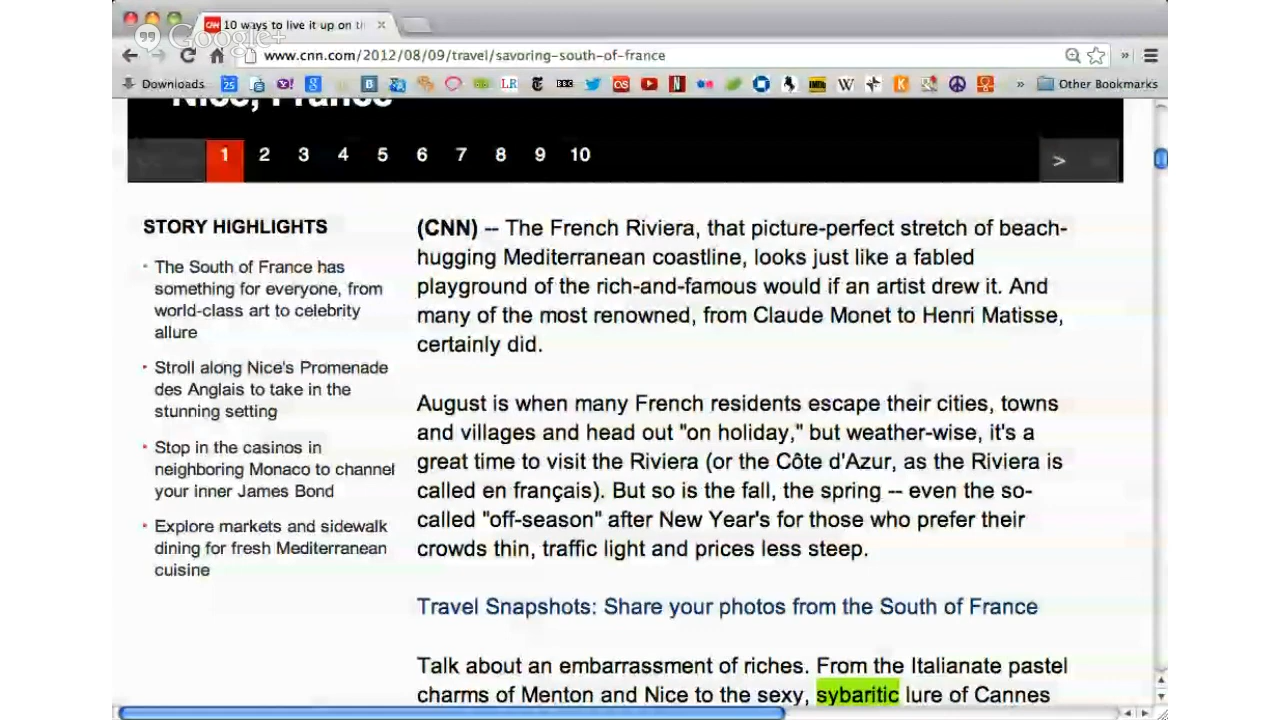 10 ways to live it up on th
Google+
www.cnn.com/2012/08/09/travel/savoring-south-of-france
Downloads
25
Y!
8
B
LR
BBC
N
IMDb
W
K
» Other Bookmarks
Nice, France
1 2 3 4 5 6 7 8 9 10 >
STORY HIGHLIGHTS
The South of France has
something for everyone, from
world-class art to celebrity
allure
Stroll along Nice's Promenade
des Anglais to take in the
stunning setting
Stop in the casinos in
neighboring Monaco to channel
your inner James Bond
Explore markets and sidewalk
dining for fresh Mediterranean
cuisine
(CNN) -- The French Riviera, that picture-perfect stretch of beach-
hugging Mediterranean coastline, looks just like a fabled
playground of the rich-and-famous would if an artist drew it. And
many of the most renowned, from Claude Monet to Henri Matisse,
certainly did.
August is when many French residents escape their cities, towns
and villages and head out "on holiday," but weather-wise, it's a
great time to visit the Riviera (or the Côte d'Azur, as the Riviera is
called en français). But so is the fall, the spring -- even the so-
called "off-season" after New Year's for those who prefer their
crowds thin, traffic light and prices less steep.
Travel Snapshots: Share your photos from the South of France
Talk about an embarrassment of riches. From the Italianate pastel
charms of Menton and Nice to the sexy, sybaritic lure of Cannes